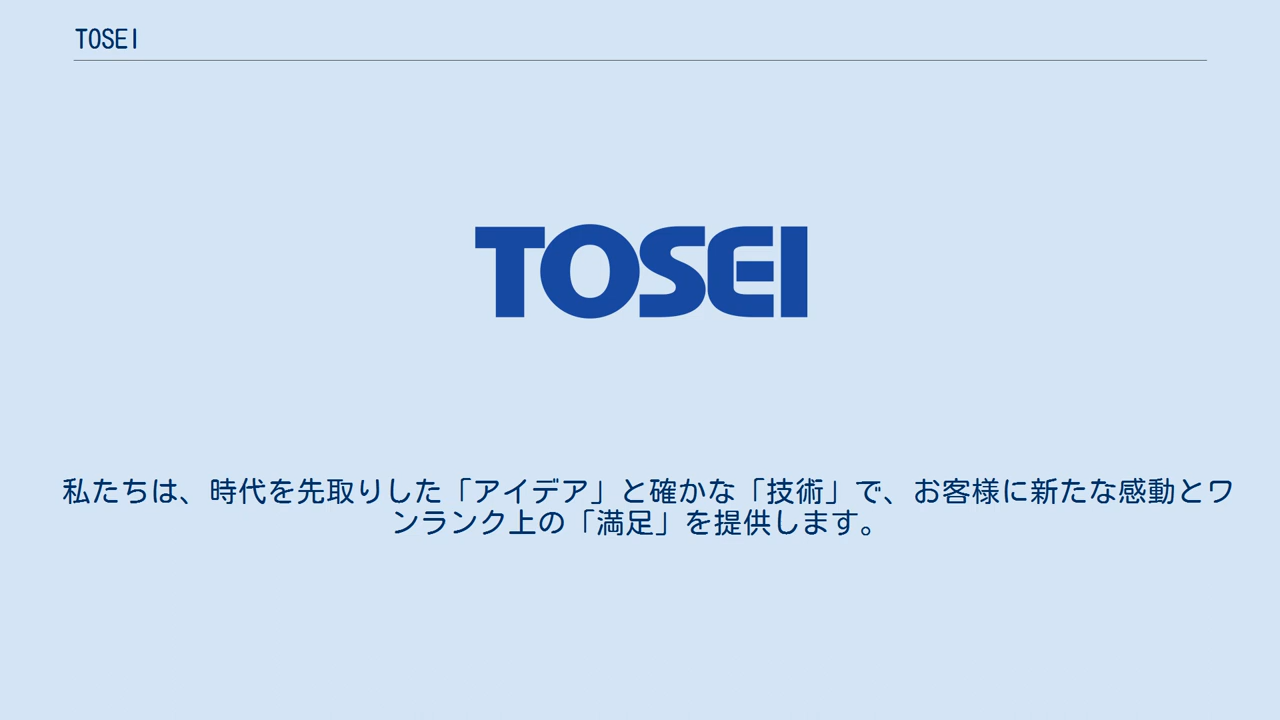 TOSEI
TOSEI
私たちは、時代を先取りした「アイデア」と確かな「技術」で、お客様に新たな感動とワ
ンランク上の「満足」を提供します。